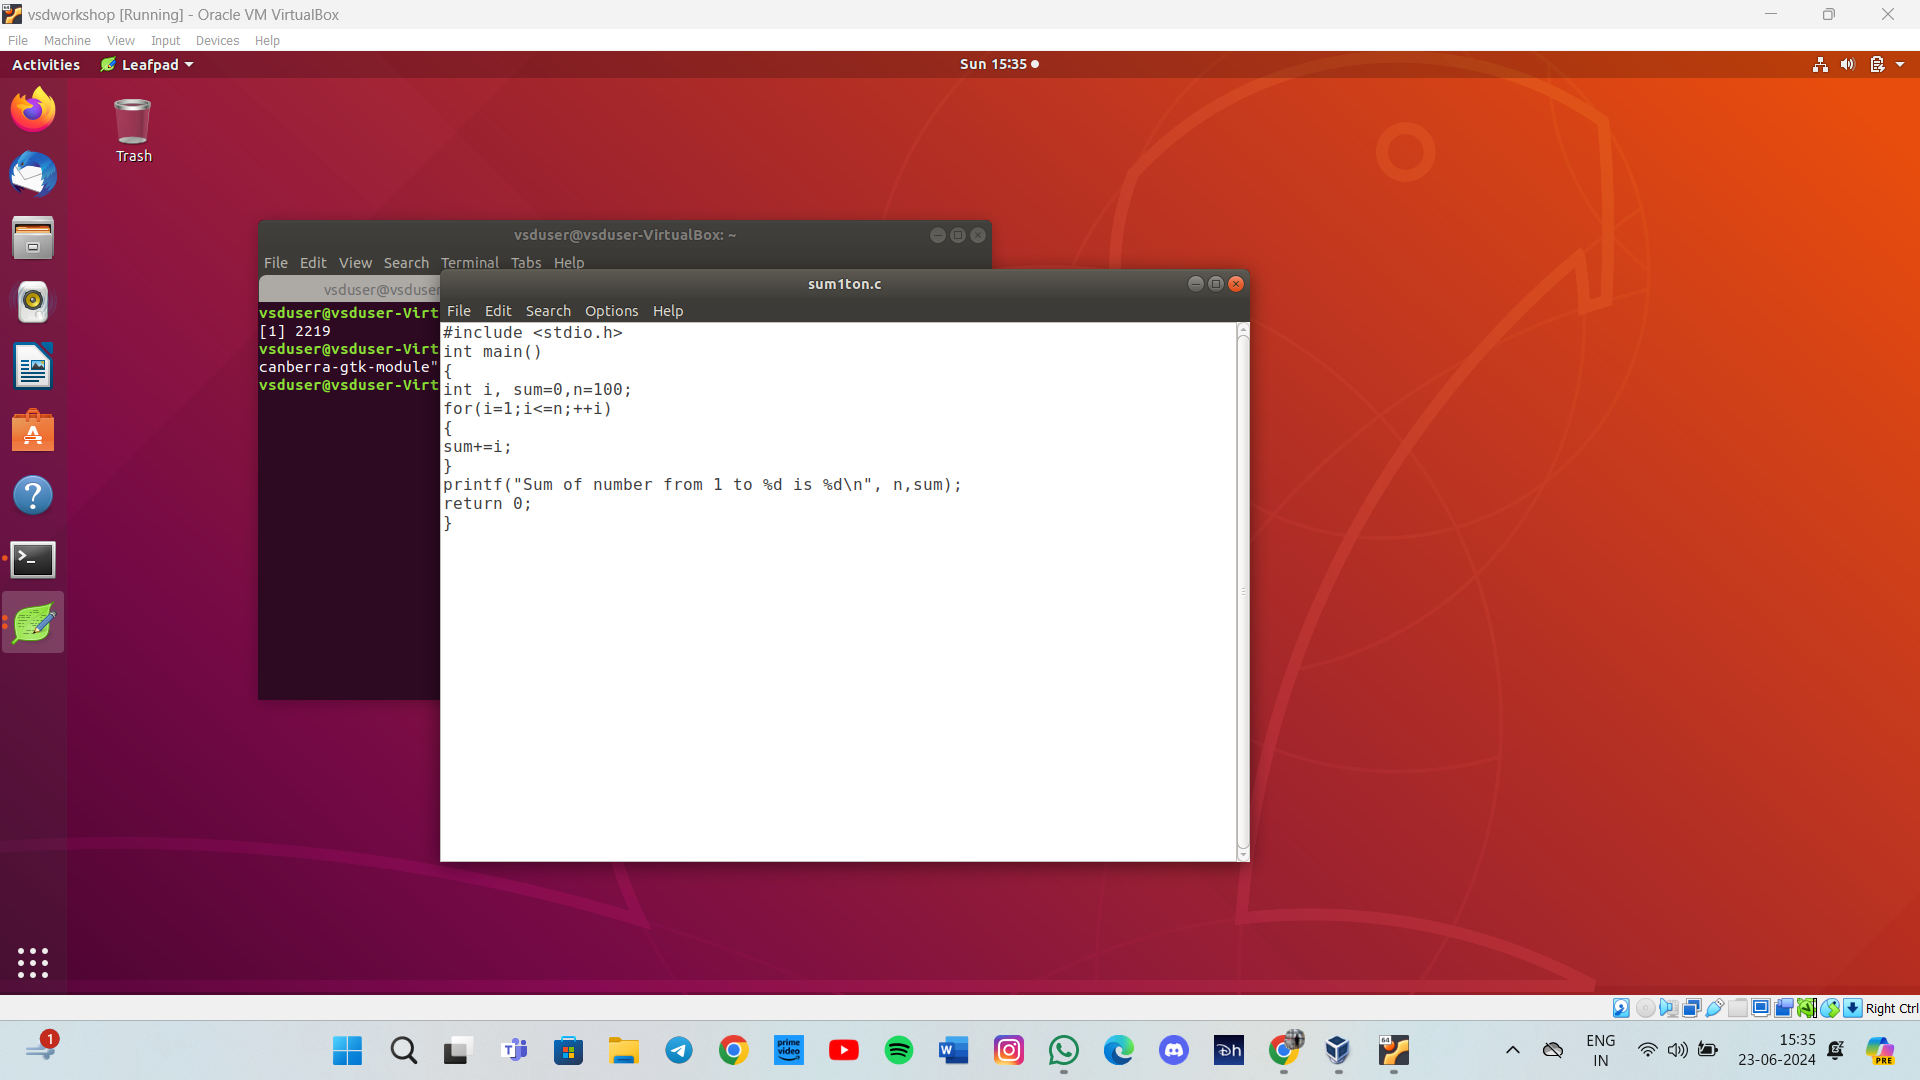 vsdworkshop [Running] - Oracle VM VirtualBox
File Machine View Input Devices Help
Activities Leafpad Sun 15:35
Trash
vsduser@vsduser-VirtualBox: ~
File Edit View Search Terminal Tabs Help
vsduser@vsduser
vsduser@vsduser-Virt
[1] 2219
vsduser@vsduser-Virt
canberra-gtk-module"
vsduser@vsduser-Virt
sum1ton.c
File Edit Search Options Help
#include <stdio.h>
int main()
{
int i, sum=0,n=100;
for(i=1;i<=n;++i)
{
sum+=i;
}
printf("Sum of number from 1 to %d is %d\n", n,sum);
return 0;
}
Right Ctrl
1
prime video
64
ENG
IN
15:35
23-06-2024
PRE